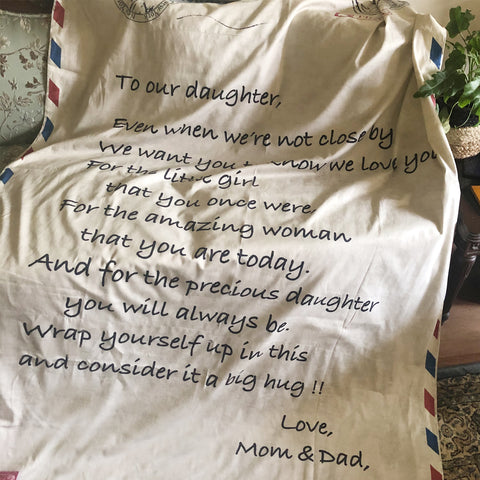 To our daughter,
Even when we're not close by
We want you to know we love you
For the little girl
that you once were,
For the amazing woman
that you are today.
And for the precious daughter
you will always be.
Wrap yourself up in this
and consider it a big hug !!
Love,
Mom & Dad,